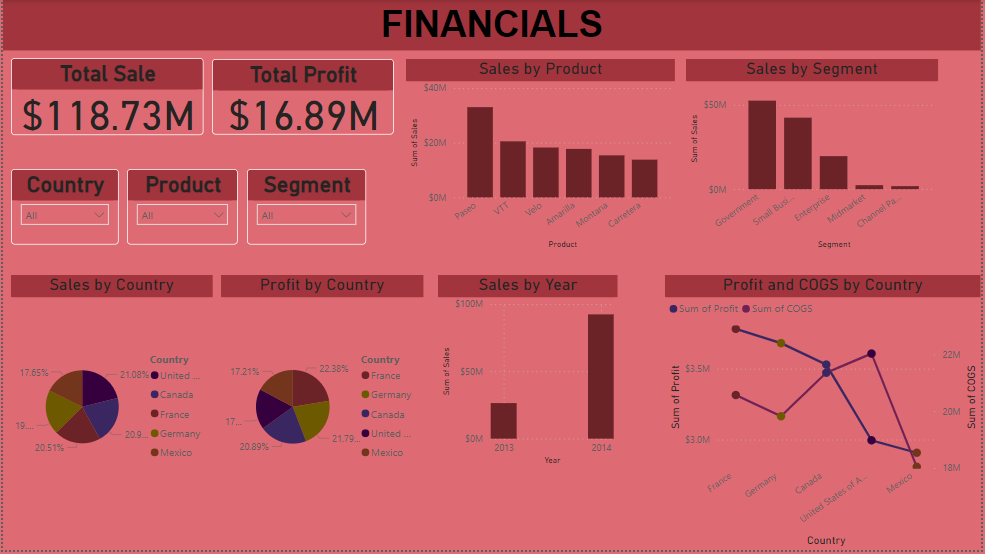 FINANCIALS
Total Sale
$118.73M
Total Profit
$16.89M
Country
All
Product
All
Segment
All
Sales by Product
Sum of Sales
$40M
$20M
$0M
Paseo
VTT
Velo
Amarilla
Montana
Carretera
Product
Sales by Segment
Sum of Sales
$50M
$0M
Government
Small Busi...
Enterprise
Midmarket
Channel Pa...
Segment
Sales by Country
17.65%
21.08%
19....
20.9...
20.51%
Country
United ...
Canada
France
Germany
Mexico
Profit by Country
17.21%
22.38%
17...
21.79...
20.89%
Country
France
Germany
Canada
United ...
Mexico
Sales by Year
Sum of Sales
$100M
$50M
$0M
2013
2014
Year
Profit and COGS by Country
Sum of Profit
Sum of COGS
Sum of Profit
$3.5M
$3.0M
22M
20M
18M
Sum of COGS
France
Germany
Canada
United States of A...
Mexico
Country